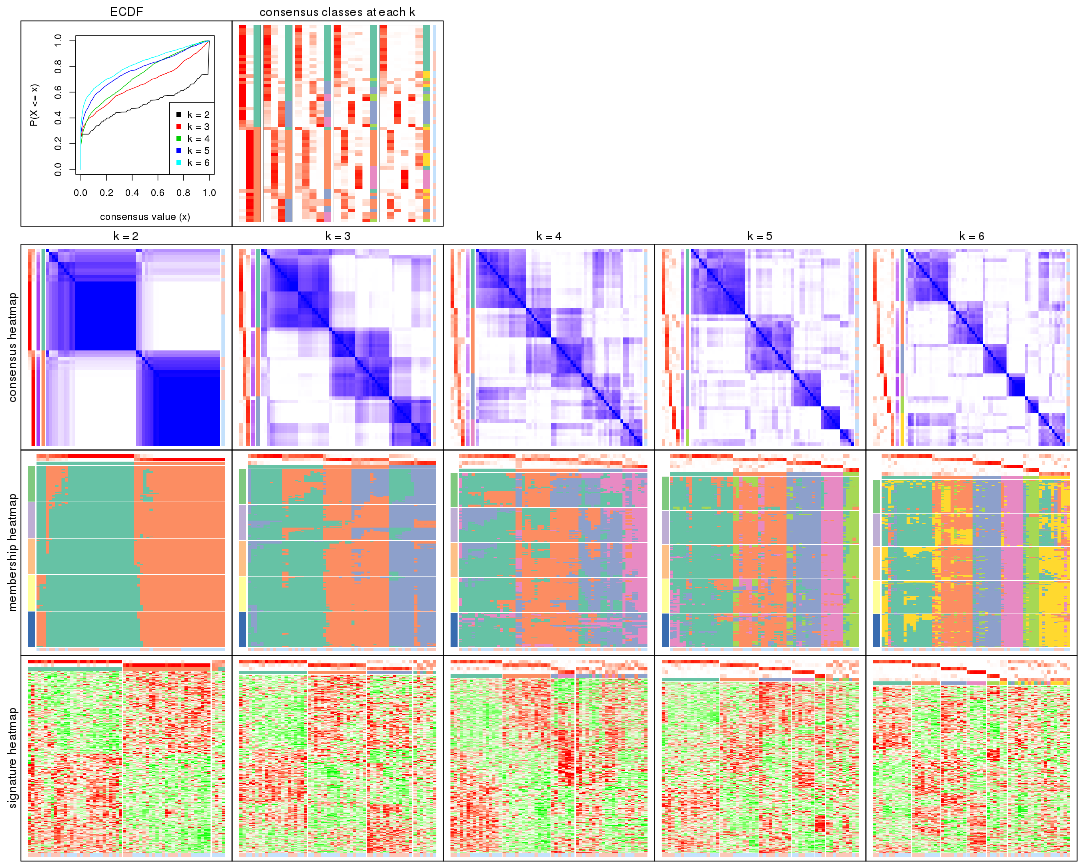 ECDF
consensus classes at each k
P(X <= x)
0.0 0.2 0.4 0.6 0.8 1.0
k = 2
k = 3
k = 4
k = 5
k = 6
0.0 0.2 0.4 0.6 0.8 1.0
consensus value (x)
k = 2 k = 3 k = 4 k = 5 k = 6
consensus heatmap
membership heatmap
signature heatmap